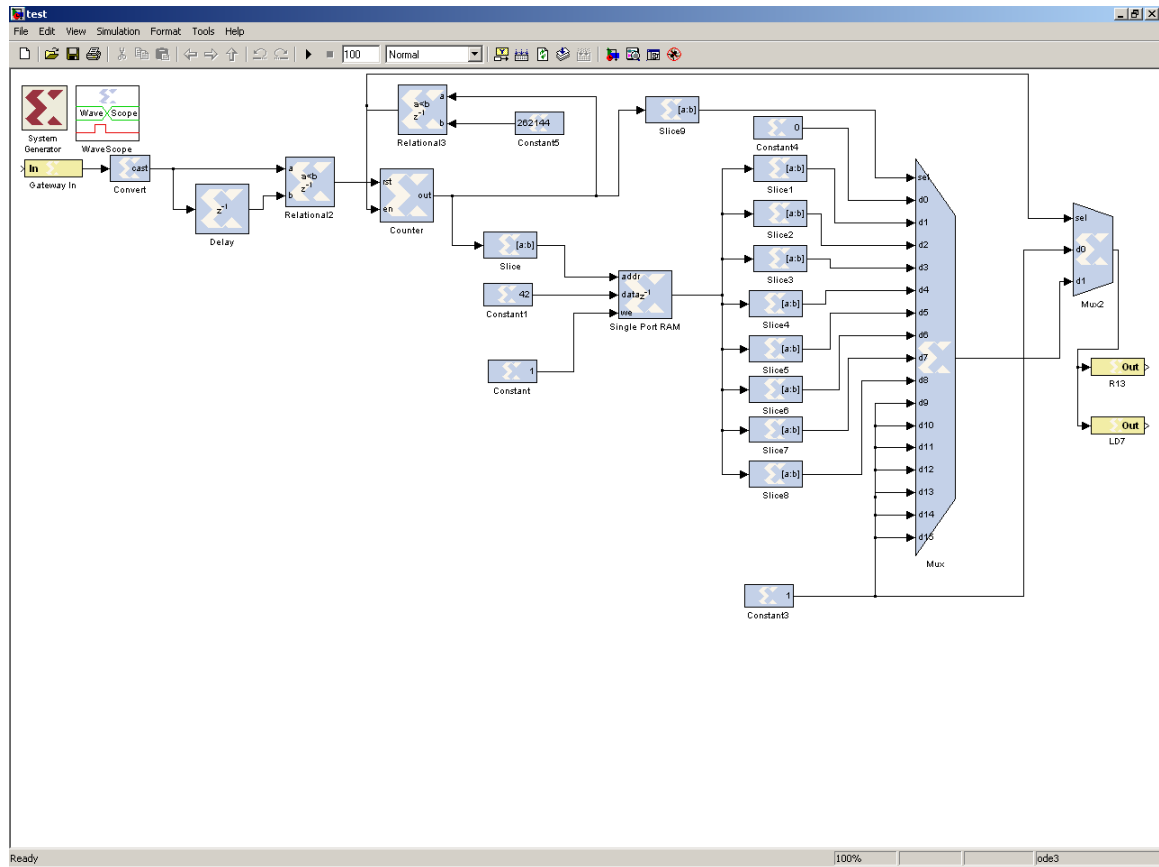 test
File Edit View Simulation Format Tools Help
100 Normal
System Generator
Wave Scope
WaveScope
In
Gateway In
cast
Convert
z-1
Delay
a
b
a<b
z-1
Relational2
a<b
z-1
a
b
Relational3
262144
Constant5
rst
en
out
Counter
[a:b]
Slice
42
Constant1
1
Constant
addr
data
we
z-1
Single Port RAM
[a:b]
Slice9
0
Constant4
[a:b]
Slice1
[a:b]
Slice2
[a:b]
Slice3
[a:b]
Slice4
[a:b]
Slice5
[a:b]
Slice6
[a:b]
Slice7
[a:b]
Slice8
1
Constant3
sel
d0
d1
d2
d3
d4
d5
d6
d7
d8
d9
d10
d11
d12
d13
d14
d15
Mux
sel
d0
d1
Mux2
Out
R13
Out
LD7
Ready 100% ode3